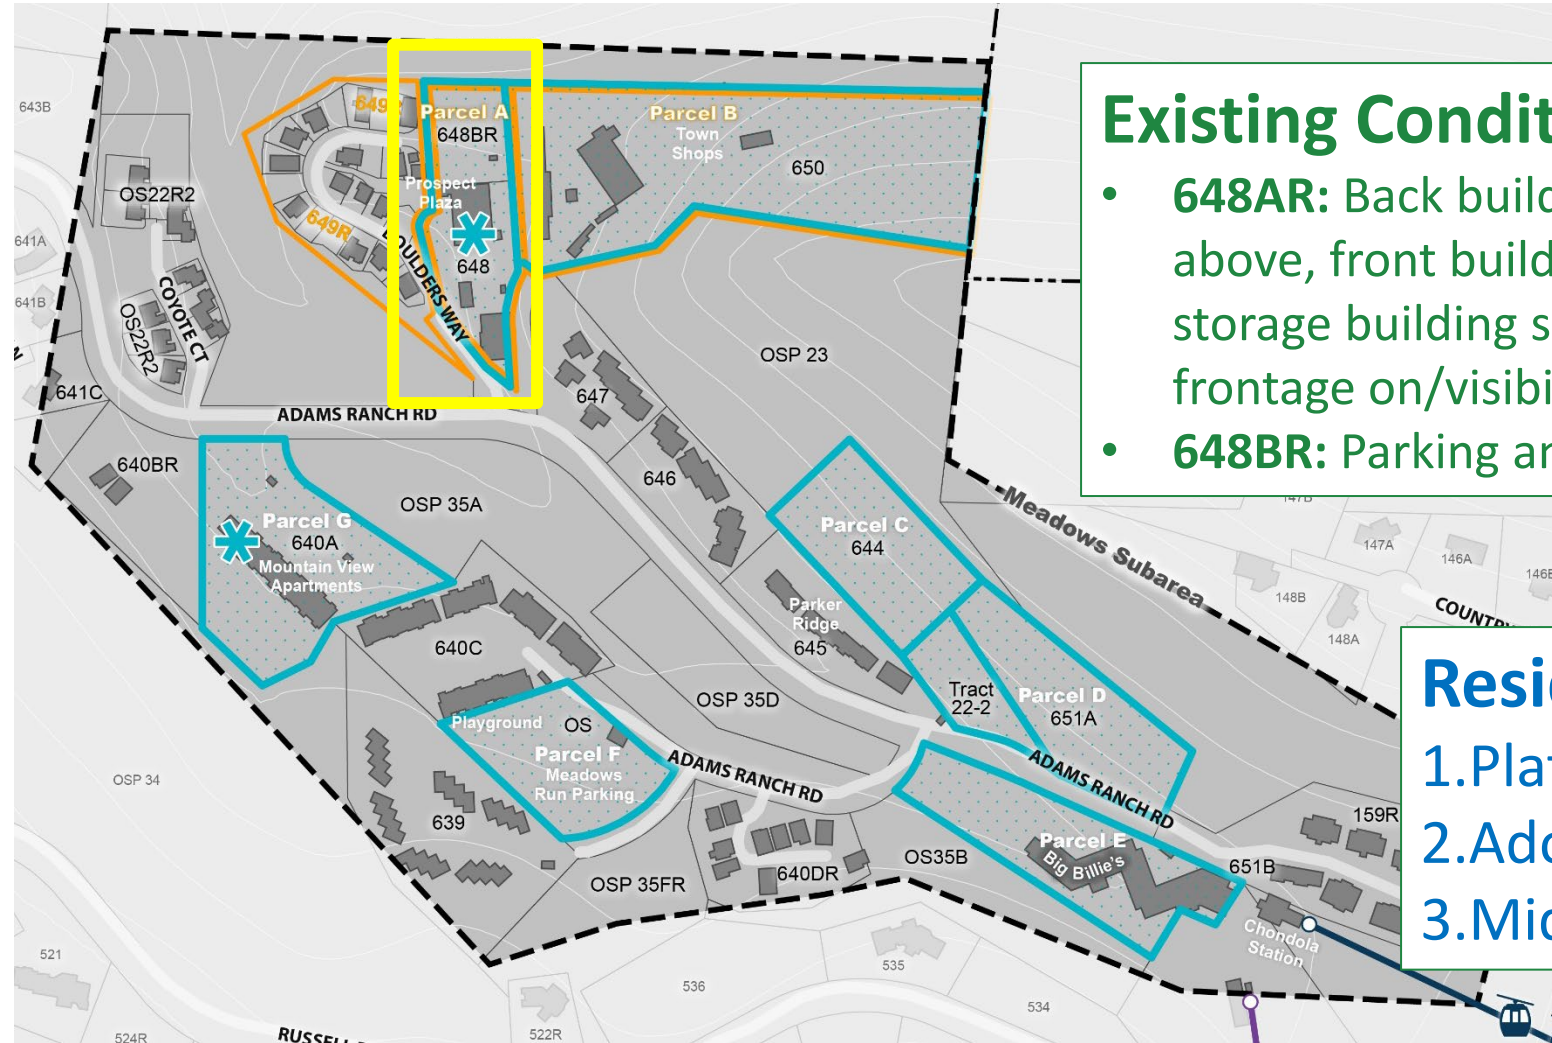 643B
649R
Parcel A
648BR
Parcel B
Town
Shops
650
Existing Condit
• 648AR: Back build
above, front build
storage building s
frontage on/visibi
• 648BR: Parking ar
OS22R2
Prospect
Plaza
649R
641A
BOULDERS WAY
648
COYOTE CT
641B
OS22R2
OSP 23
641C
647
ADAMS RANCH RD
640BR
646
OSP 35A
Meadows Subarea
147B
Parcel G
640A
Mountain View
Apartments
Parcel C
644
147A
146A
146B
148B
COUNTRY
148A
Parker
Ridge
645
640C
Tract
22-2
Parcel D
651A
OSP 35D
Resi
1.Plat
2.Add
3.Mid
Playground
OS
Parcel F
Meadows
Run Parking
ADAMS RANCH RD
ADAMS RANCH RD
OSP 34
639
159R
Parcel E
Big Billie's
OS35B
651B
640DR
OSP 35FR
Chondola
Station
521
535
536
534
524R
522R
RUSSELL